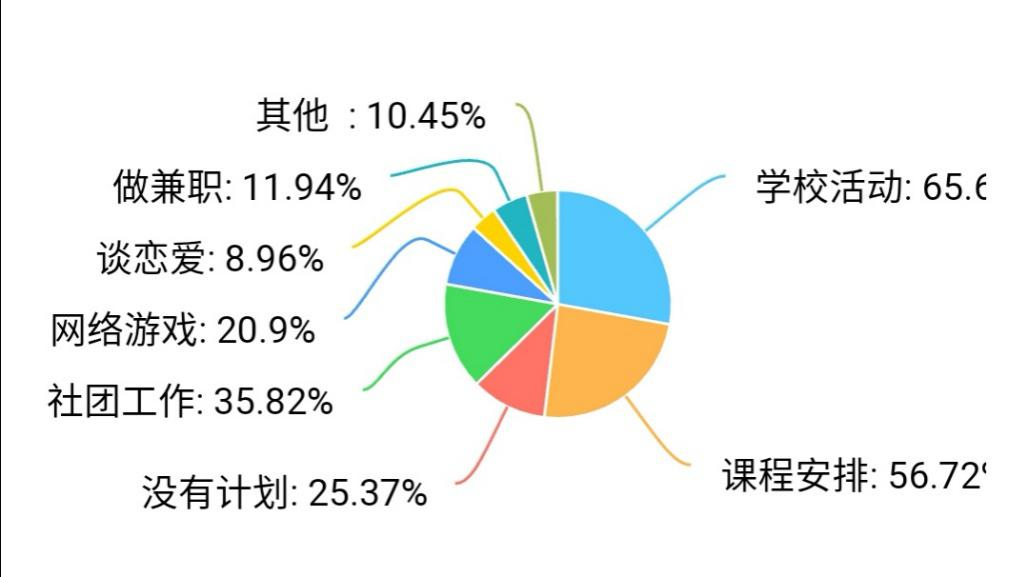 其他 : 10.45%
做兼职: 11.94%
学校活动: 65.6
谈恋爱: 8.96%
网络游戏: 20.9%
社团工作: 35.82%
课程安排: 56.72%
没有计划: 25.37%